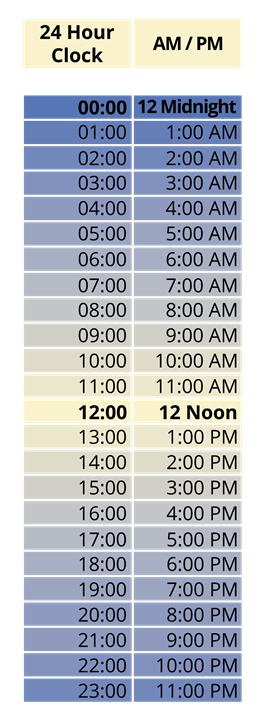 24 Hour Clock AM / PM
00:00 12 Midnight
01:00 1:00 AM
02:00 2:00 AM
03:00 3:00 AM
04:00 4:00 AM
05:00 5:00 AM
06:00 6:00 AM
07:00 7:00 AM
08:00 8:00 AM
09:00 9:00 AM
10:00 10:00 AM
11:00 11:00 AM
12:00 12 Noon
13:00 1:00 PM
14:00 2:00 PM
15:00 3:00 PM
16:00 4:00 PM
17:00 5:00 PM
18:00 6:00 PM
19:00 7:00 PM
20:00 8:00 PM
21:00 9:00 PM
22:00 10:00 PM
23:00 11:00 PM